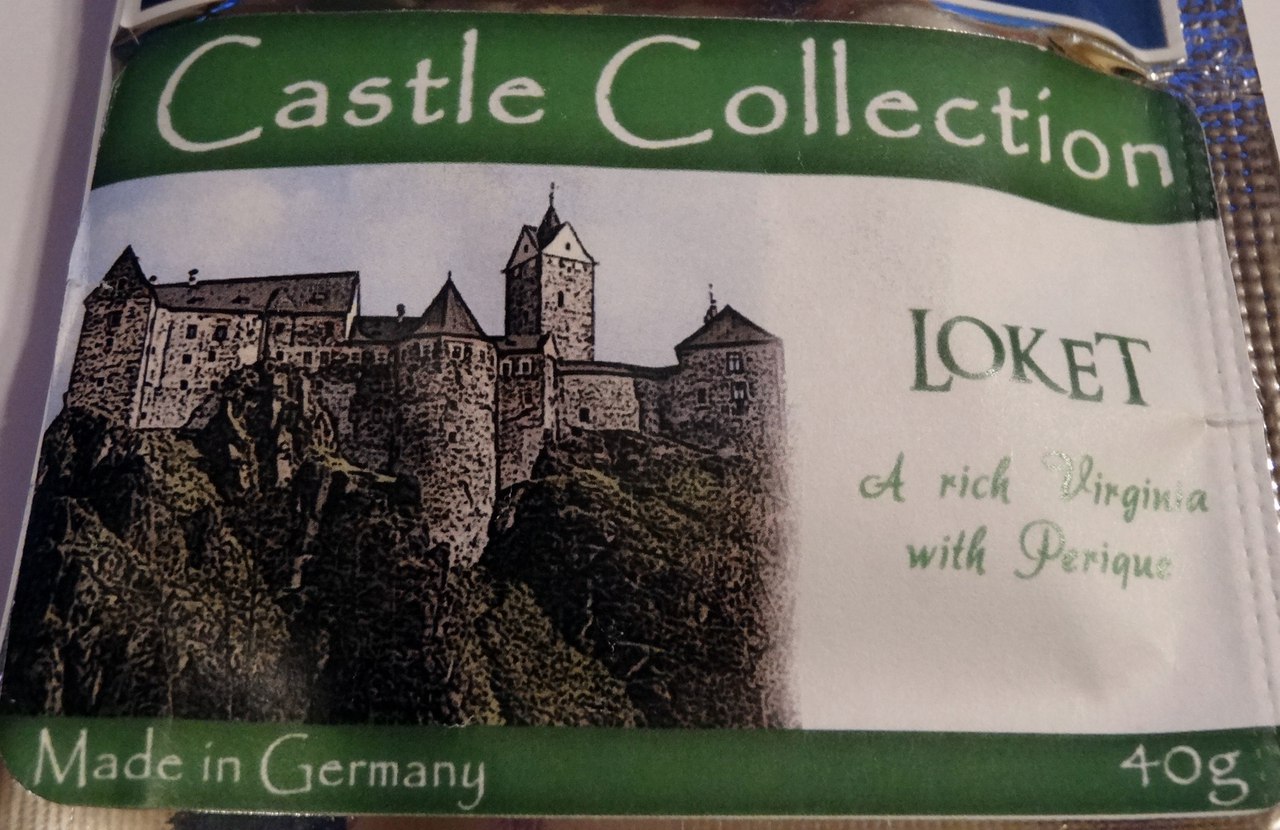 Castle Collection
LOKET
A rich Virginia
with Perique
Made in Germany
40g